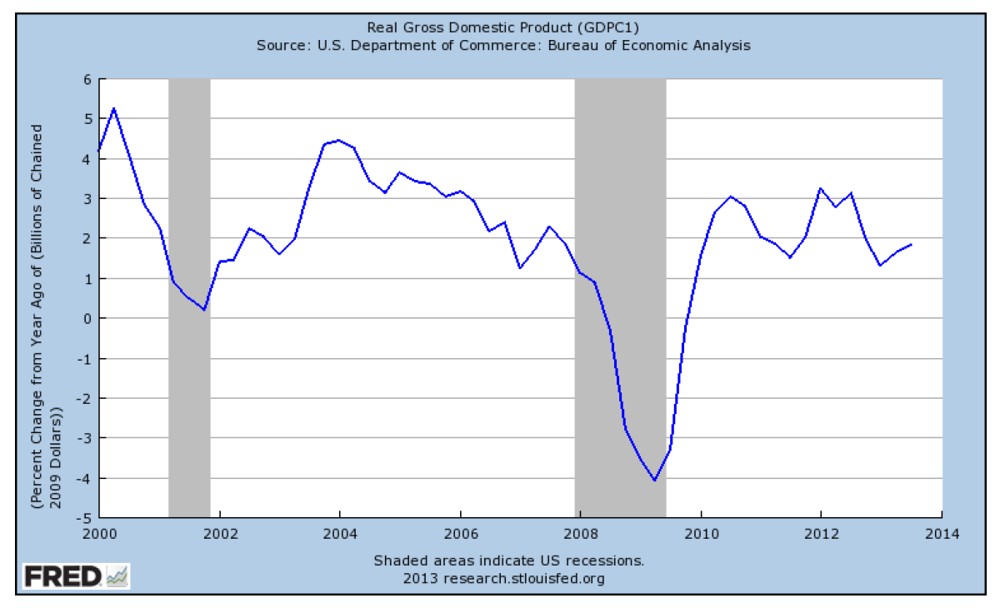 Real Gross Domestic Product (GDPC1)
Source: U.S. Department of Commerce: Bureau of Economic Analysis
(Percent Change from Year Ago of (Billions of Chained
2009 Dollars))
6
5
4
3
2
1
0
-1
-2
-3
-4
-5
2000 2002 2004 2006 2008 2010 2012 2014
Shaded areas indicate US recessions.
2013 research.stlouisfed.org
FRED